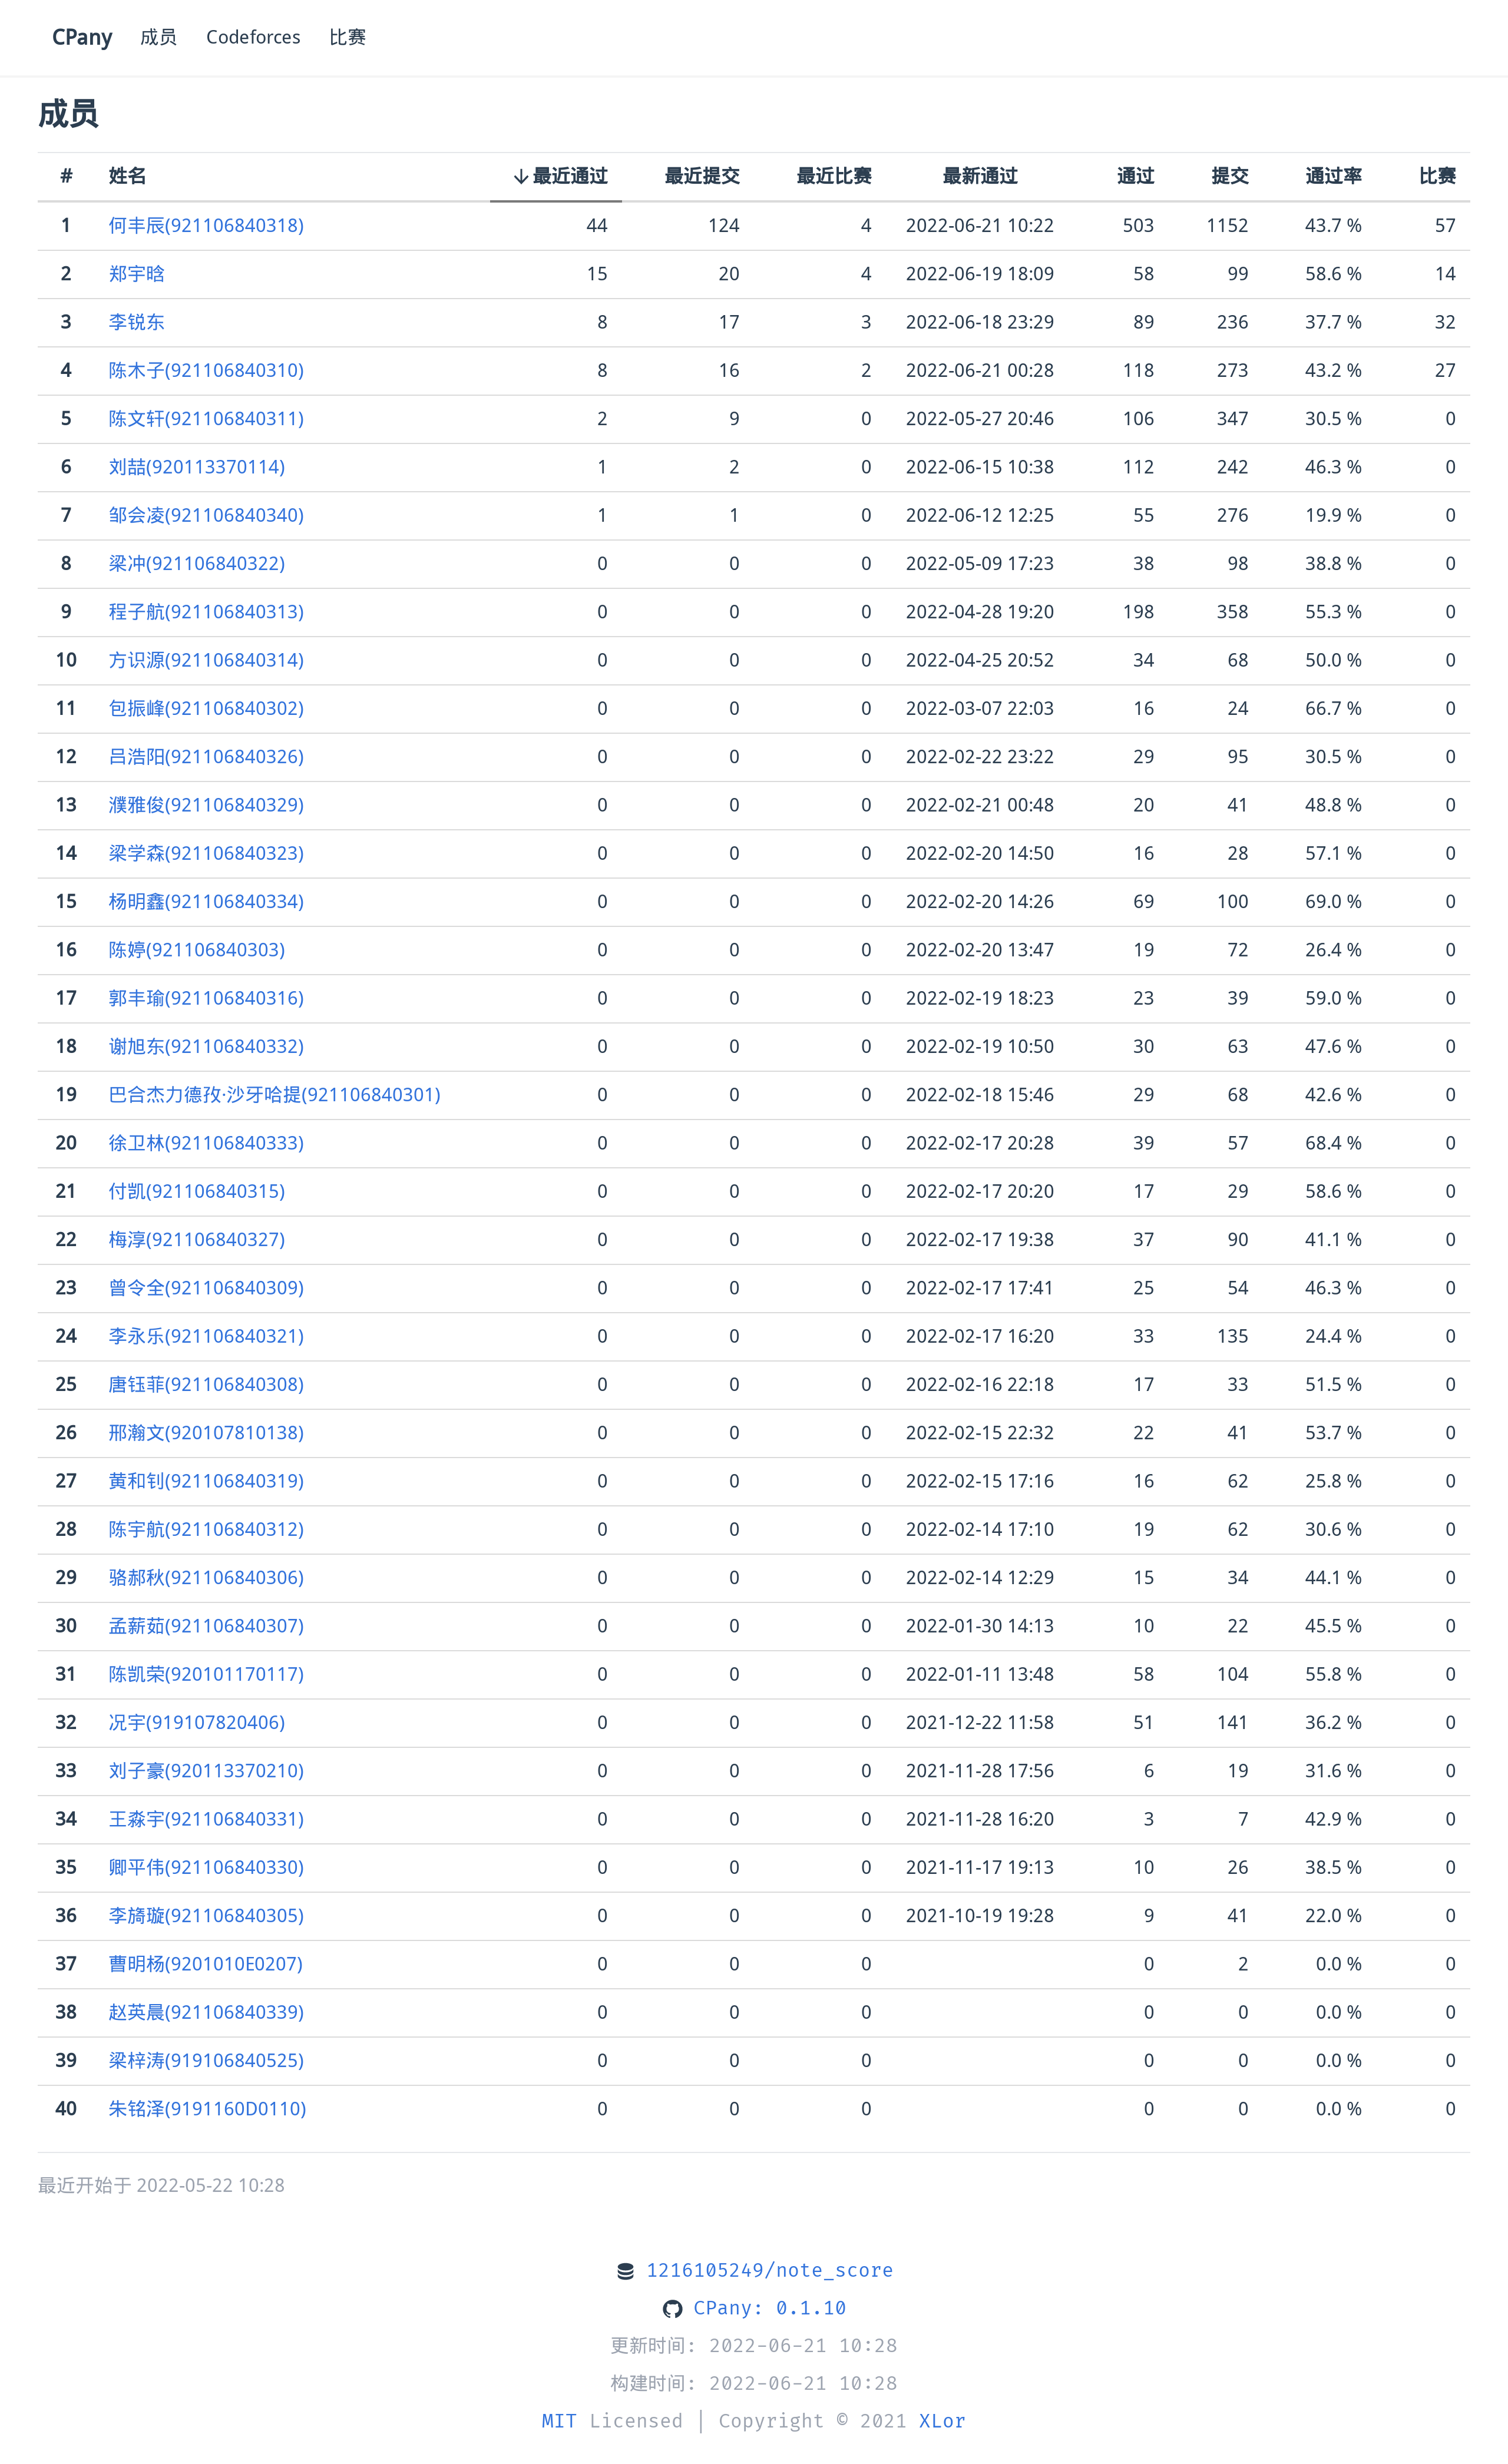 CPany 成员 Codeforces 比赛
成员
# 姓名 ↓最近通过 最近提交 最近比赛 最新通过 通过 提交 通过率 比赛
1 何丰辰(921106840318) 44 124 4 2022-06-21 10:22 503 1152 43.7 % 57
2 郑宇晗 15 20 4 2022-06-19 18:09 58 99 58.6 % 14
3 李锐东 8 17 3 2022-06-18 23:29 89 236 37.7 % 32
4 陈木子(921106840310) 8 16 2 2022-06-21 00:28 118 273 43.2 % 27
5 陈文轩(921106840311) 2 9 0 2022-05-27 20:46 106 347 30.5 % 0
6 刘喆(920113370114) 1 2 0 2022-06-15 10:38 112 242 46.3 % 0
7 邹会凌(921106840340) 1 1 0 2022-06-12 12:25 55 276 19.9 % 0
8 梁冲(921106840322) 0 0 0 2022-05-09 17:23 38 98 38.8 % 0
9 程子航(921106840313) 0 0 0 2022-04-28 19:20 198 358 55.3 % 0
10 方识源(921106840314) 0 0 0 2022-04-25 20:52 34 68 50.0 % 0
11 包振峰(921106840302) 0 0 0 2022-03-07 22:03 16 24 66.7 % 0
12 吕浩阳(921106840326) 0 0 0 2022-02-22 23:22 29 95 30.5 % 0
13 濮雅俊(921106840329) 0 0 0 2022-02-21 00:48 20 41 48.8 % 0
14 梁学森(921106840323) 0 0 0 2022-02-20 14:50 16 28 57.1 % 0
15 杨明鑫(921106840334) 0 0 0 2022-02-20 14:26 69 100 69.0 % 0
16 陈婷(921106840303) 0 0 0 2022-02-20 13:47 19 72 26.4 % 0
17 郭丰瑜(921106840316) 0 0 0 2022-02-19 18:23 23 39 59.0 % 0
18 谢旭东(921106840332) 0 0 0 2022-02-19 10:50 30 63 47.6 % 0
19 巴合杰力德孜·沙牙哈提(921106840301) 0 0 0 2022-02-18 15:46 29 68 42.6 % 0
20 徐卫林(921106840333) 0 0 0 2022-02-17 20:28 39 57 68.4 % 0
21 付凯(921106840315) 0 0 0 2022-02-17 20:20 17 29 58.6 % 0
22 梅淳(921106840327) 0 0 0 2022-02-17 19:38 37 90 41.1 % 0
23 曾令全(921106840309) 0 0 0 2022-02-17 17:41 25 54 46.3 % 0
24 李永乐(921106840321) 0 0 0 2022-02-17 16:20 33 135 24.4 % 0
25 唐钰菲(921106840308) 0 0 0 2022-02-16 22:18 17 33 51.5 % 0
26 邢瀚文(920107810138) 0 0 0 2022-02-15 22:32 22 41 53.7 % 0
27 黄和钊(921106840319) 0 0 0 2022-02-15 17:16 16 62 25.8 % 0
28 陈宇航(921106840312) 0 0 0 2022-02-14 17:10 19 62 30.6 % 0
29 骆郝秋(921106840306) 0 0 0 2022-02-14 12:29 15 34 44.1 % 0
30 孟薪茹(921106840307) 0 0 0 2022-01-30 14:13 10 22 45.5 % 0
31 陈凯荣(920101170117) 0 0 0 2022-01-11 13:48 58 104 55.8 % 0
32 况宇(919107820406) 0 0 0 2021-12-22 11:58 51 141 36.2 % 0
33 刘子豪(920113370210) 0 0 0 2021-11-28 17:56 6 19 31.6 % 0
34 王淼宇(921106840331) 0 0 0 2021-11-28 16:20 3 7 42.9 % 0
35 卿平伟(921106840330) 0 0 0 2021-11-17 19:13 10 26 38.5 % 0
36 李旖璇(921106840305) 0 0 0 2021-10-19 19:28 9 41 22.0 % 0
37 曹明杨(9201010E0207) 0 0 0 0 2 0.0 % 0
38 赵英晨(921106840339) 0 0 0 0 0 0.0 % 0
39 梁梓涛(919106840525) 0 0 0 0 0 0.0 % 0
40 朱铭泽(9191160D0110) 0 0 0 0 0 0.0 % 0
最近开始于 2022-05-22 10:28
1216105249/note_score
CPany: 0.1.10
更新时间: 2022-06-21 10:28
构建时间: 2022-06-21 10:28
MIT Licensed | Copyright © 2021 XLor